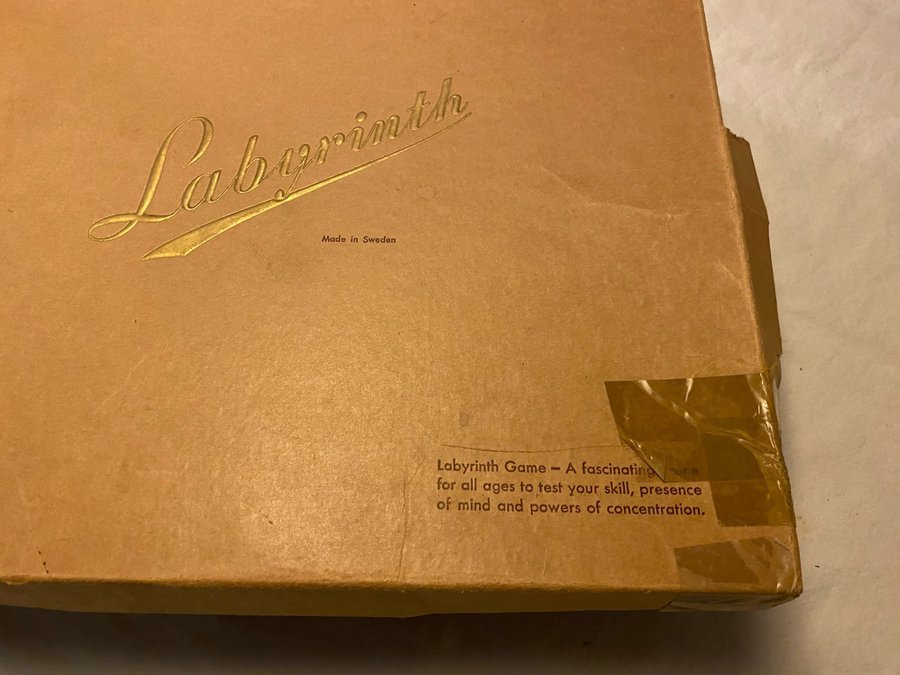 Labyrinth
Made in Sweden
Labyrinth Game – A fascinating
for all ages to test your skill, presence
of mind and powers of concentration.